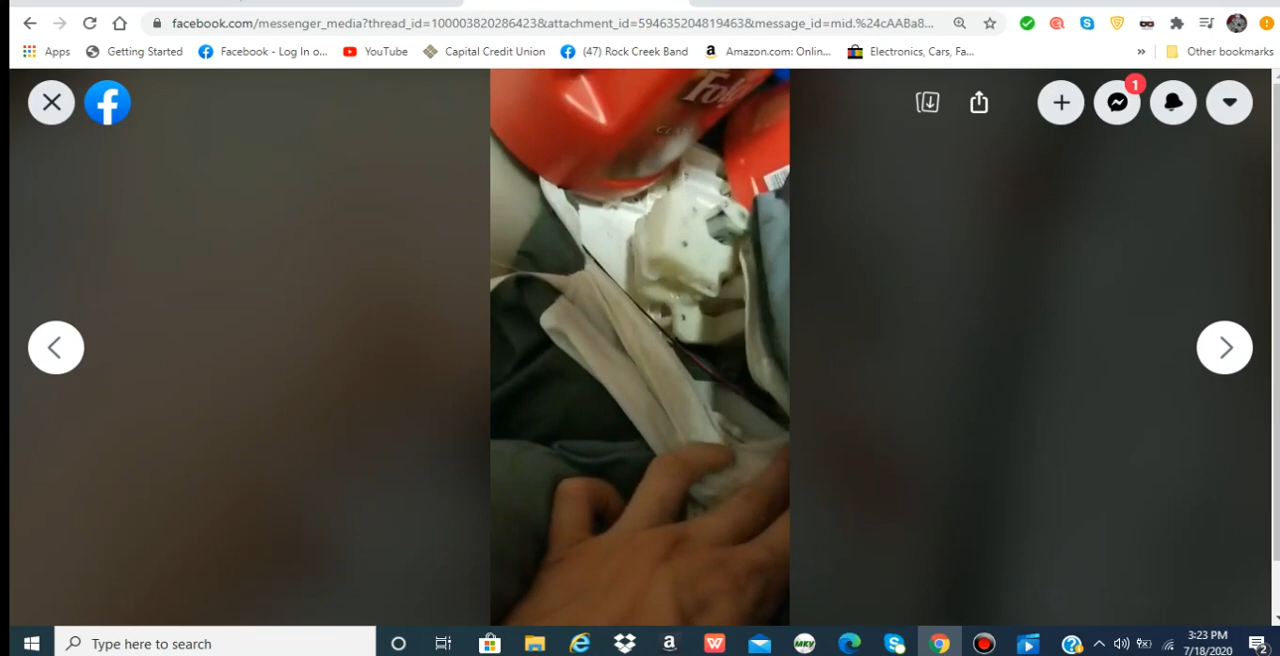 facebook.com/messenger_media?thread_id=100003820286423&attachment_id=594635204819463&message_id=mid.%24cAABa8...
Apps
Getting Started
Facebook - Log In o...
YouTube
Capital Credit Union
(47) Rock Creek Band
Amazon.com: Onlin...
Electronics, Cars, Fa...
»
Other bookmarks
1
Type here to search
MKV
3:23 PM
7/18/2020
2